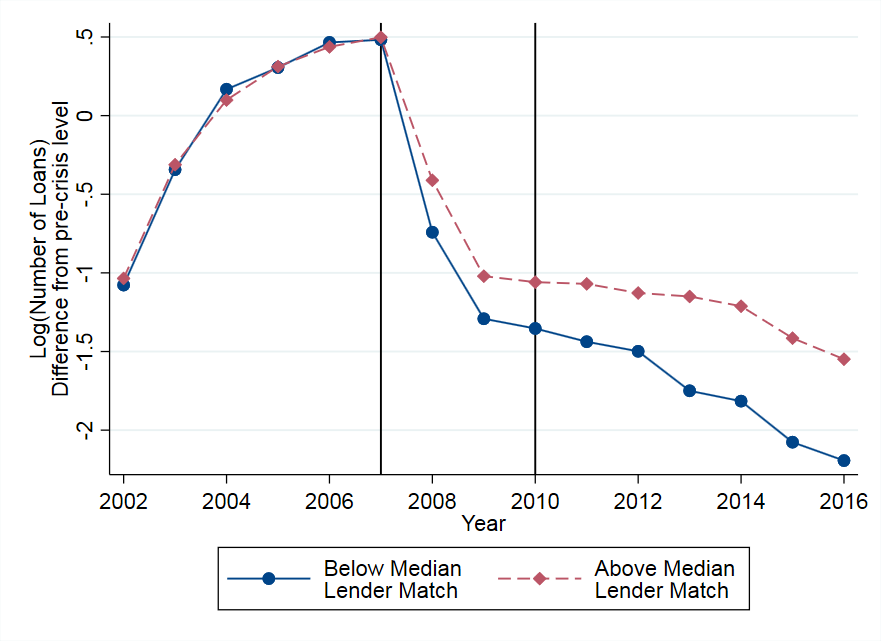 Log(Number of Loans)
Difference from pre-crisis level
.5
0
-.5
-1
-1.5
-2
2002 2004 2006 2008 2010 2012 2014 2016
Year
Below Median Above Median
Lender Match Lender Match